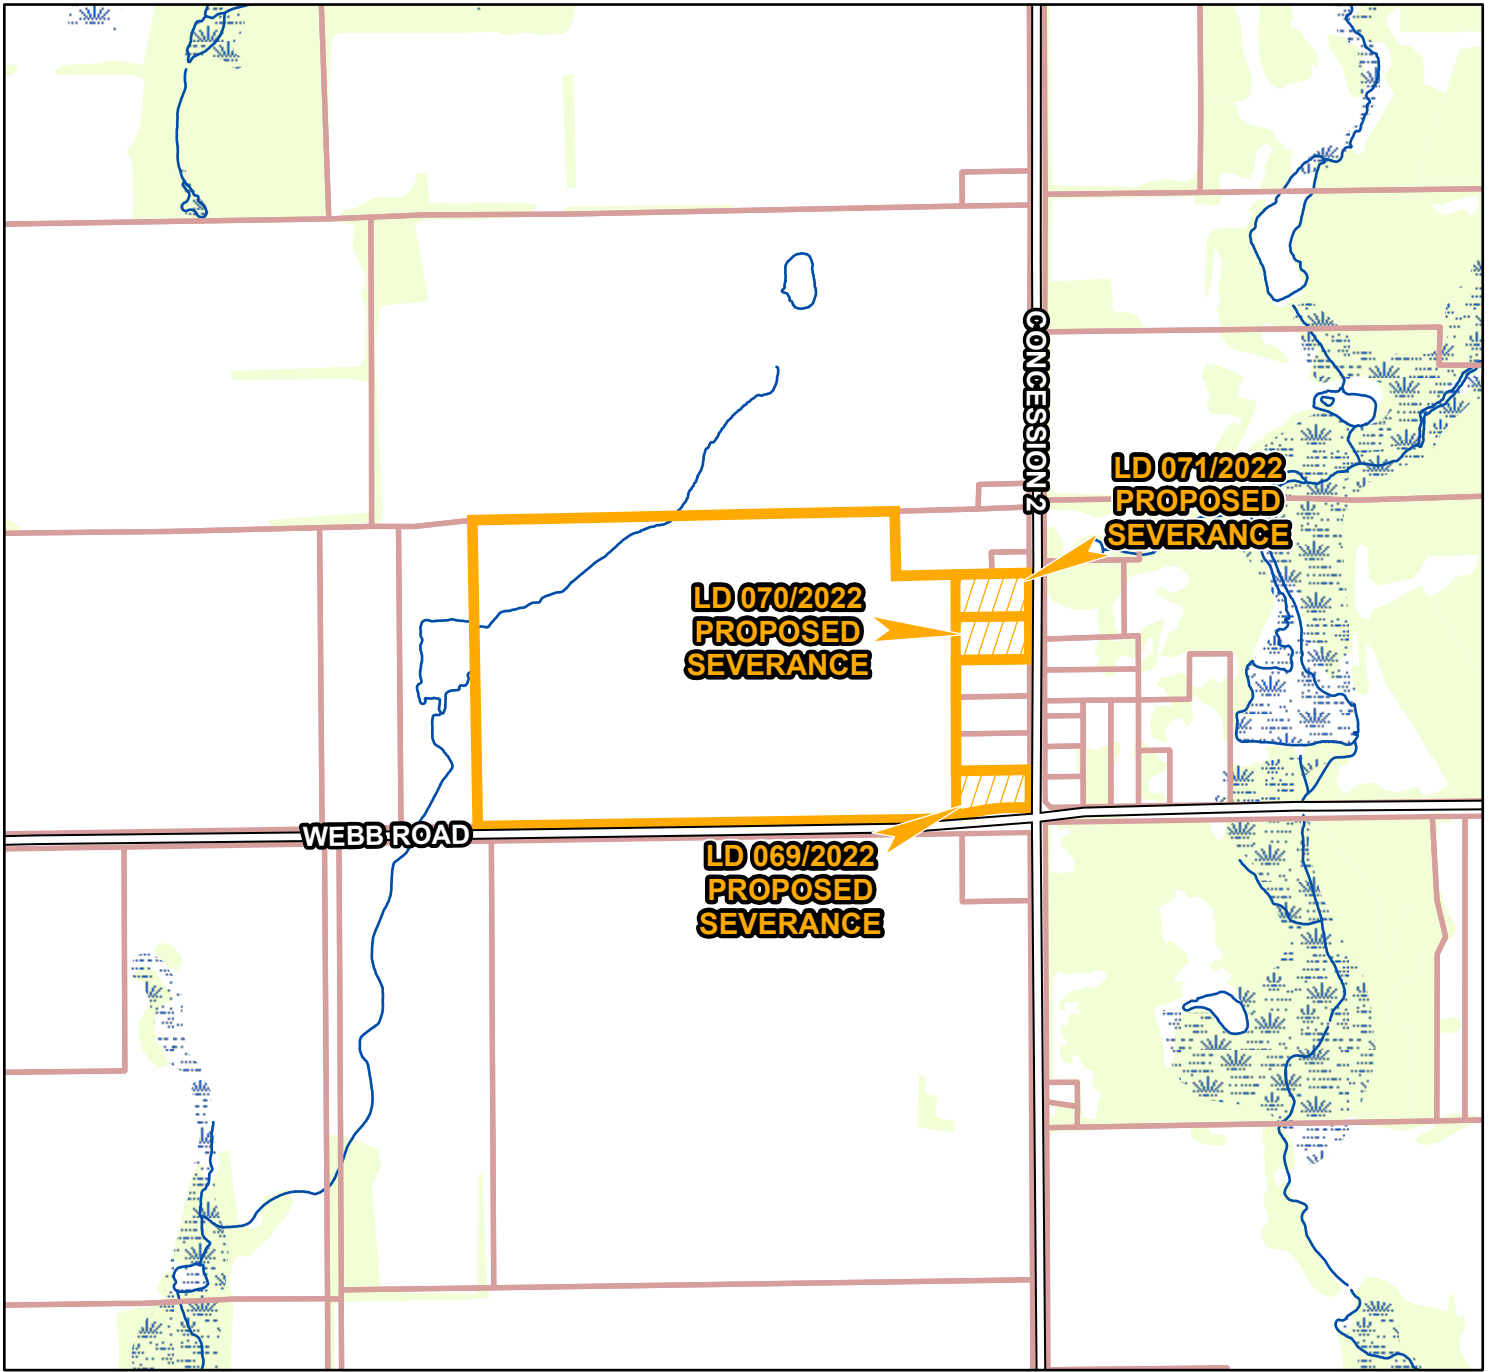 CONCESSION 2
LD 071/2022
PROPOSED
SEVERANCE
LD 070/2022
PROPOSED
SEVERANCE
WEBB ROAD
LD 069/2022
PROPOSED
SEVERANCE